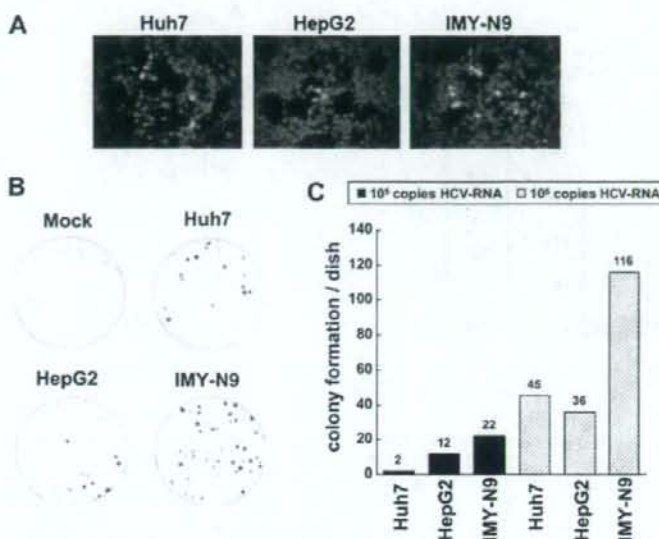 A
Huh7 HepG2 IMY-N9
B
Mock Huh7
HepG2 IMY-N9
C
10⁵ copies HCV-RNA copies HCV-RNA
colony formation / dish
140
120
100
80
60
40
20
0
2 12 22 45 36 116
Huh7 HepG2 IMY-N9 Huh7 HepG2 IMY-N9